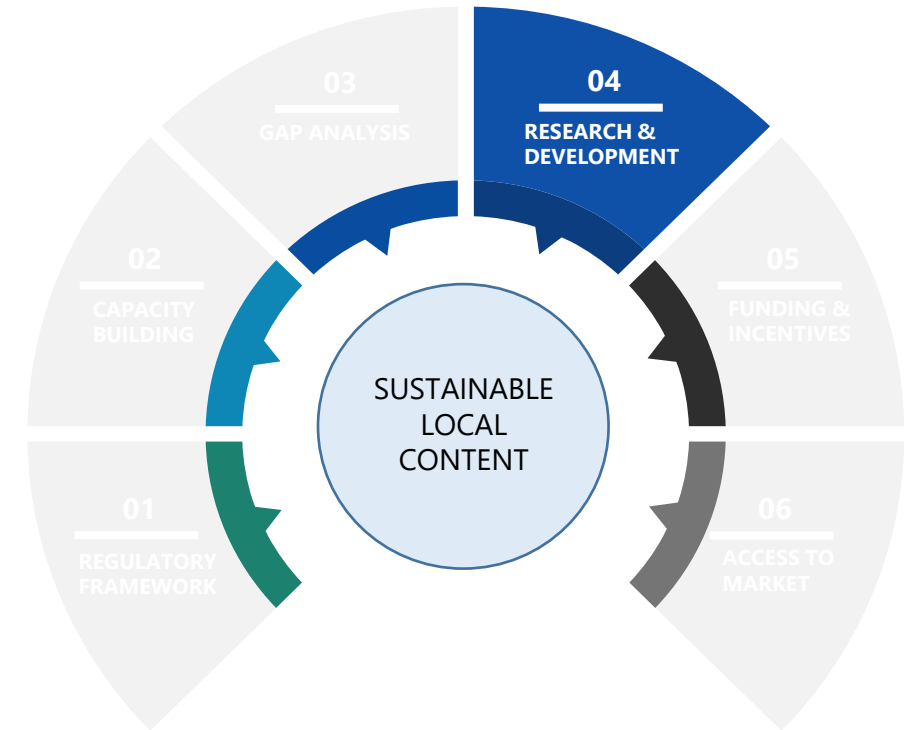 01
REGULATORY
FRAMEWORK
02
CAPACITY
BUILDING
03
GAP ANALYSIS
04
RESEARCH &
DEVELOPMENT
05
FUNDING &
INCENTIVES
06
ACCESS TO
MARKET
SUSTAINABLE
LOCAL
CONTENT